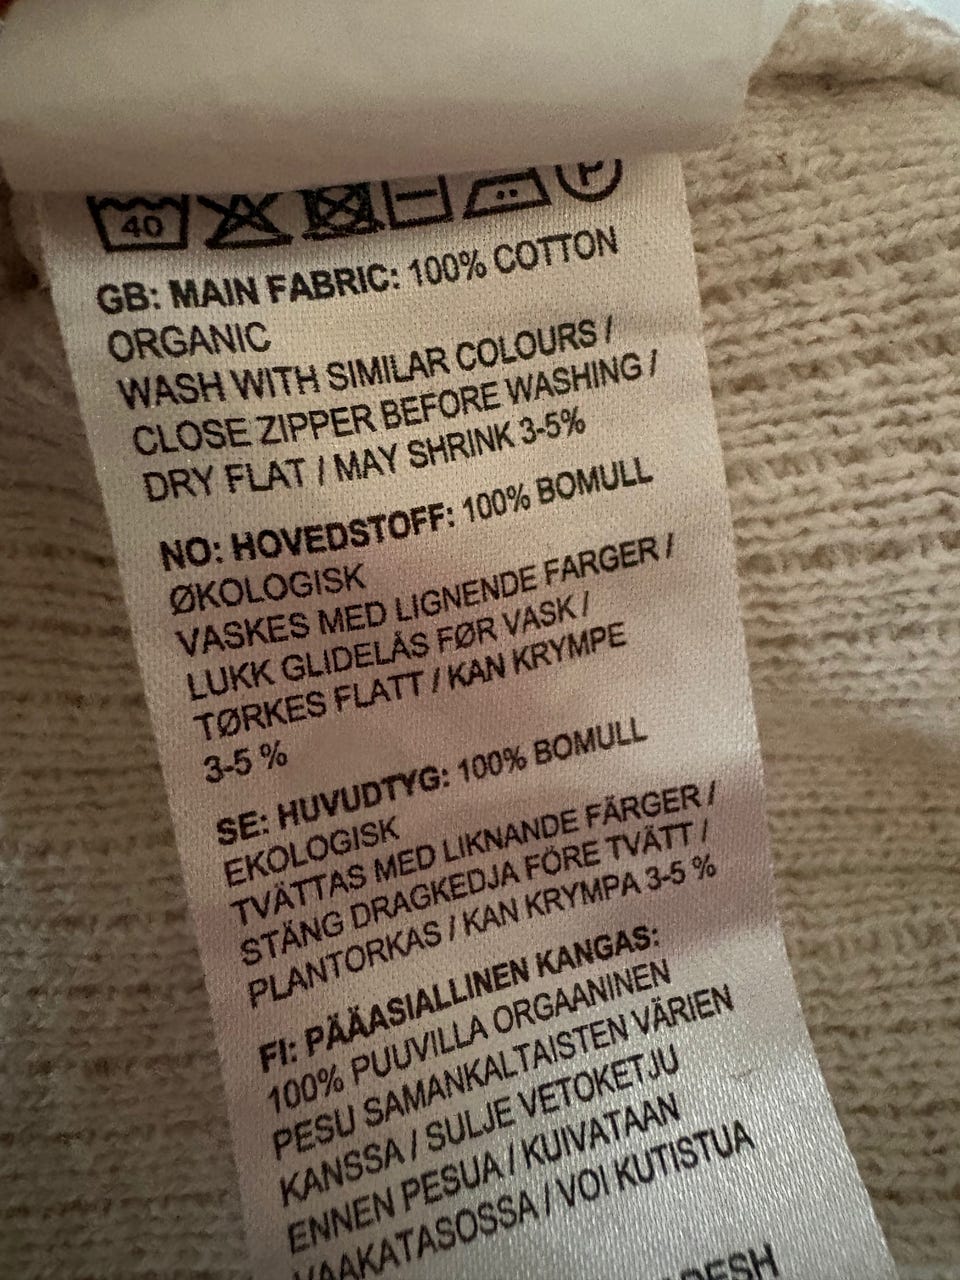 40 P
GB: MAIN FABRIC: 100% COTTON
ORGANIC
WASH WITH SIMILAR COLOURS /
CLOSE ZIPPER BEFORE WASHING /
DRY FLAT / MAY SHRINK 3-5%
NO: HOVEDSTOFF: 100% BOMULL
ØKOLOGISK
VASKES MED LIGNENDE FARGER /
LUKK GLIDELÅS FØR VASK /
TØRKES FLATT / KAN KRYMPE
3-5 %
SE: HUVUDTYG: 100% BOMULL
EKOLOGISK
TVÄTTAS MED LIKNANDE FÄRGER /
STÄNG DRAGKEDJA FÖRE TVÄTT /
PLANTORKAS / KAN KRYMPA 3-5 %
FI: PÄÄASIALLINEN KANGAS:
100% PUUVILLA ORGAANINEN
PESU SAMANKALTAISTEN VÄRIEN
KANSSA / SULJE VETOKETJU
ENNEN PESUA / KUIVATAAN
VAAKATASOSSA / VOI KUTISTUA